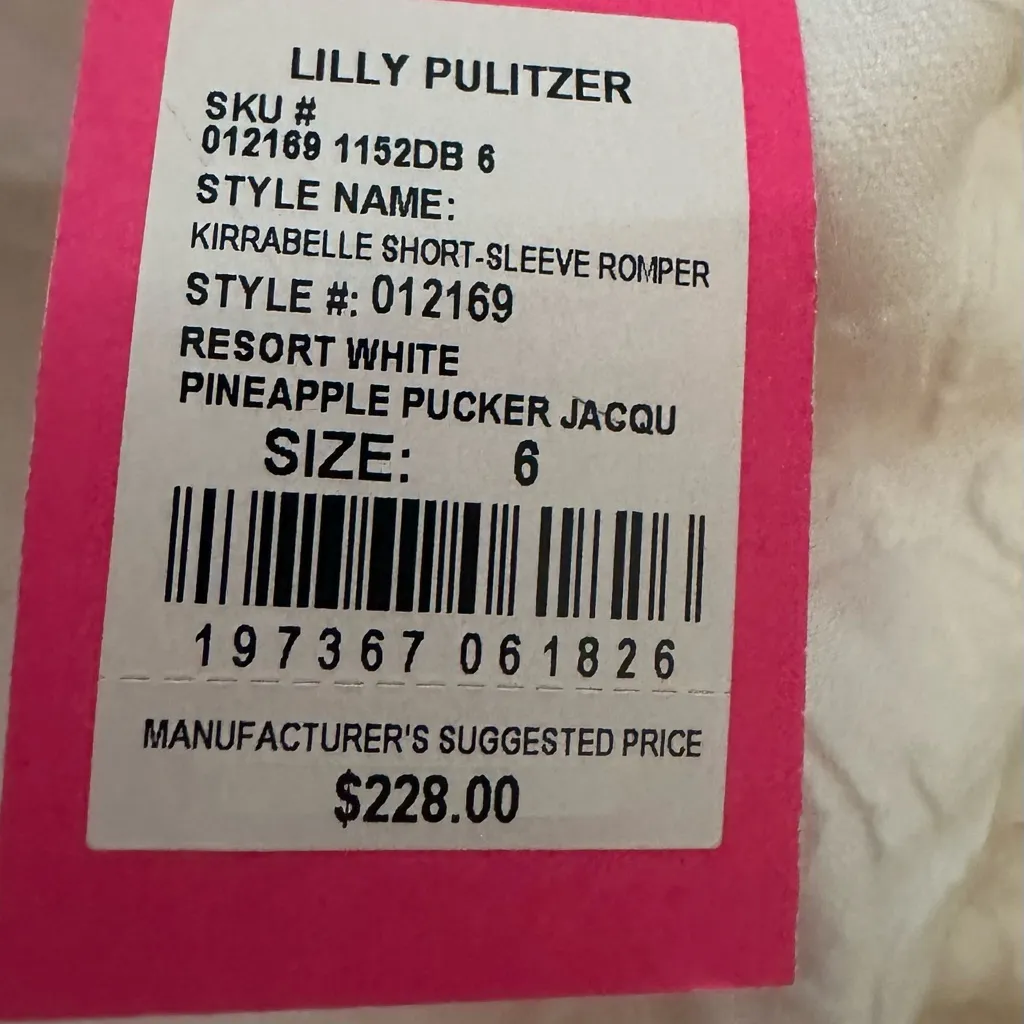 LILLY PULITZER
SKU #
012169 1152DB 6
STYLE NAME:
KIRRABELLE SHORT-SLEEVE ROMPER
STYLE #: 012169
RESORT WHITE
PINEAPPLE PUCKER JACQU
SIZE: 6
197367 061826
MANUFACTURER'S SUGGESTED PRICE
$228.00